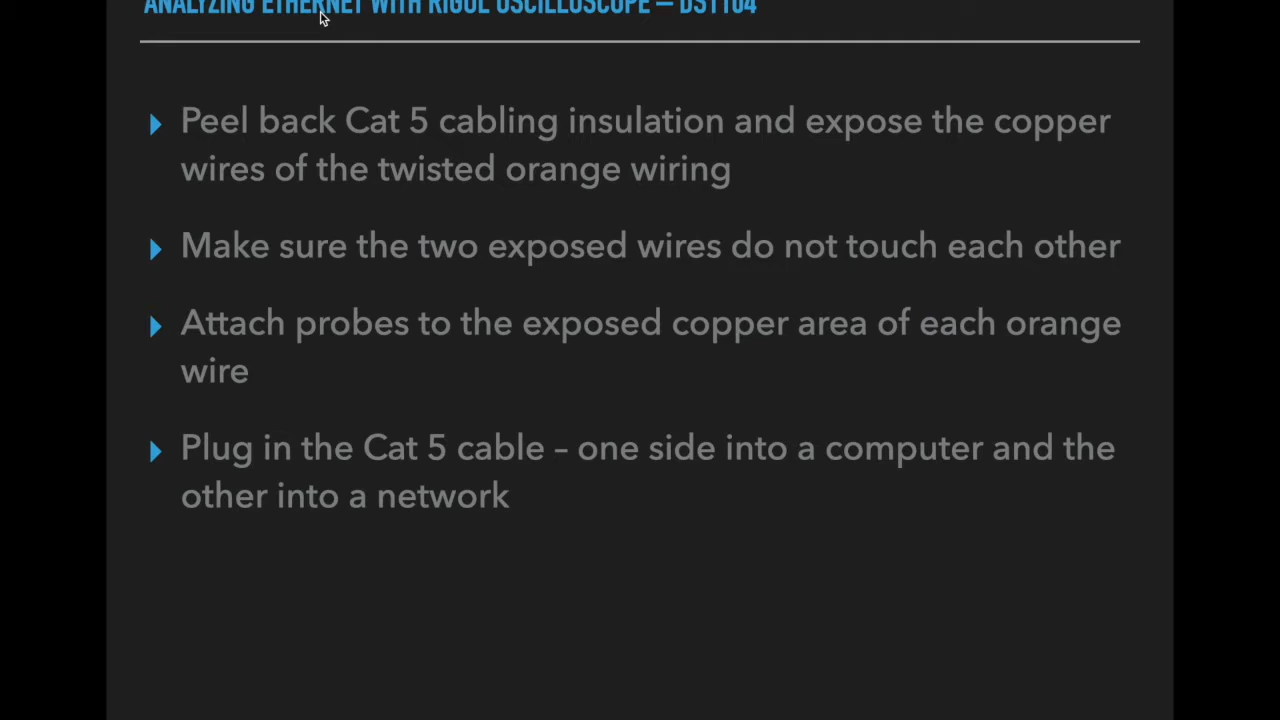 ANALYZING ETHERNET WITH RIGOL OSCILLOSCOPE – DS1104
Peel back Cat 5 cabling insulation and expose the copper
wires of the twisted orange wiring
Make sure the two exposed wires do not touch each other
Attach probes to the exposed copper area of each orange
wire
Plug in the Cat 5 cable – one side into a computer and the
other into a network